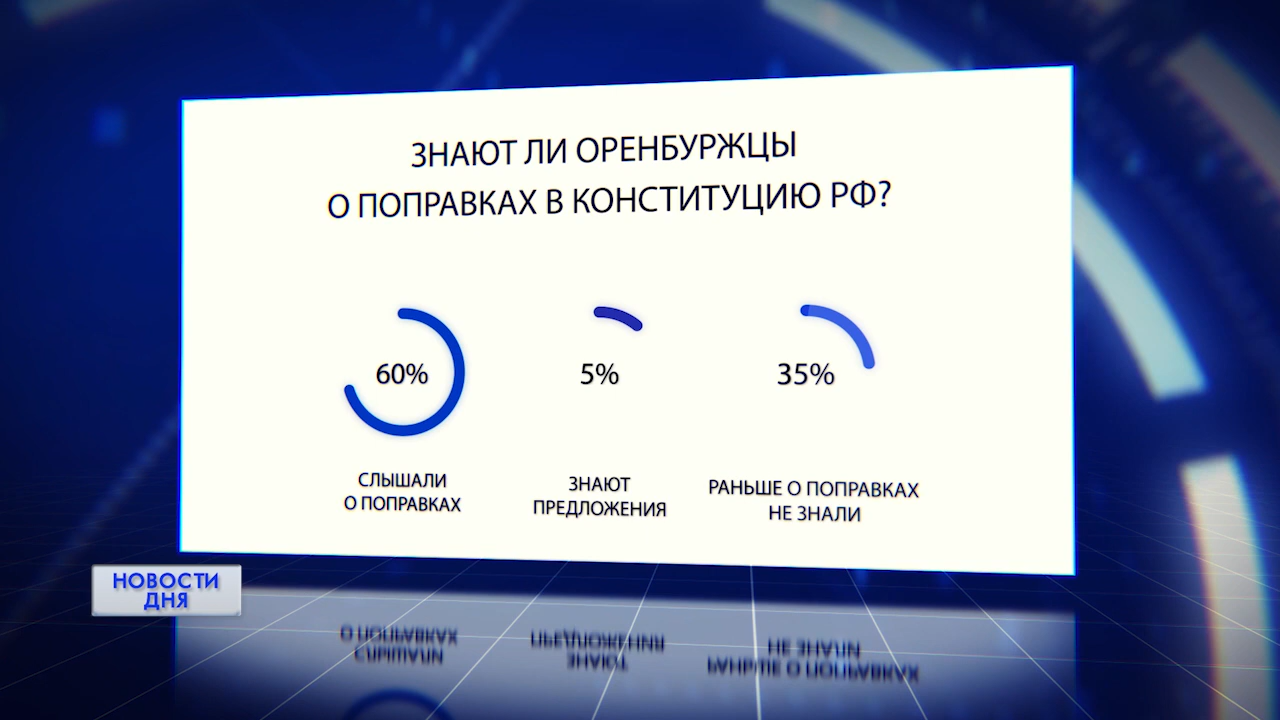 ЗНАЮТ ЛИ ОРЕНБУРЖЦЫ
О ПОПРАВКАХ В КОНСТИТУЦИЮ РФ?
60%
5%
35%
СЛЫШАЛИ
О ПОПРАВКАХ
ЗНАЮТ
ПРЕДЛОЖЕНИЯ
РАНЬШЕ О ПОПРАВКАХ
НЕ ЗНАЛИ
НОВОСТИ
ДНЯ